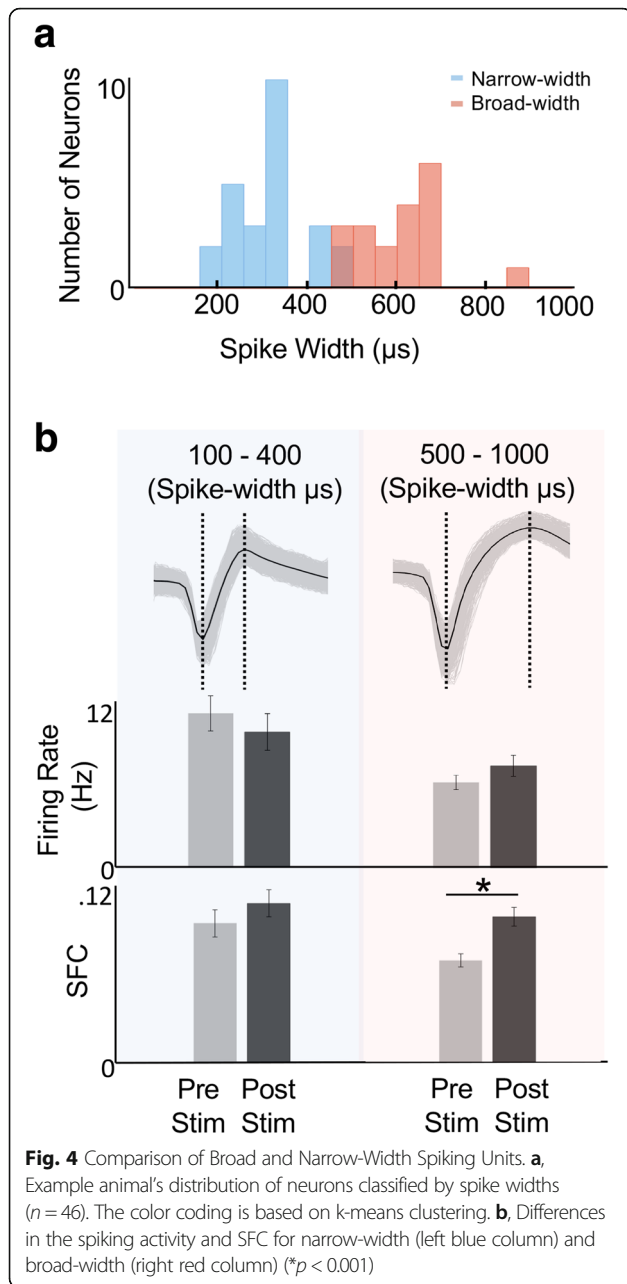 a
10
Number of Neurons
0
Narrow-width
Broad-width
200 400 600 800 1000
Spike Width (µs)
b
100 - 400
(Spike-width µs)
500 - 1000
(Spike-width µs)
12
Firing Rate
(Hz)
0
.12
SFC
*
0
Pre
Stim
Post
Stim
Pre
Stim
Post
Stim
Fig. 4 Comparison of Broad and Narrow-Width Spiking Units. a,
Example animal's distribution of neurons classified by spike widths
(n = 46). The color coding is based on k-means clustering. b, Differences
in the spiking activity and SFC for narrow-width (left blue column) and
broad-width (right red column) (*p < 0.001)